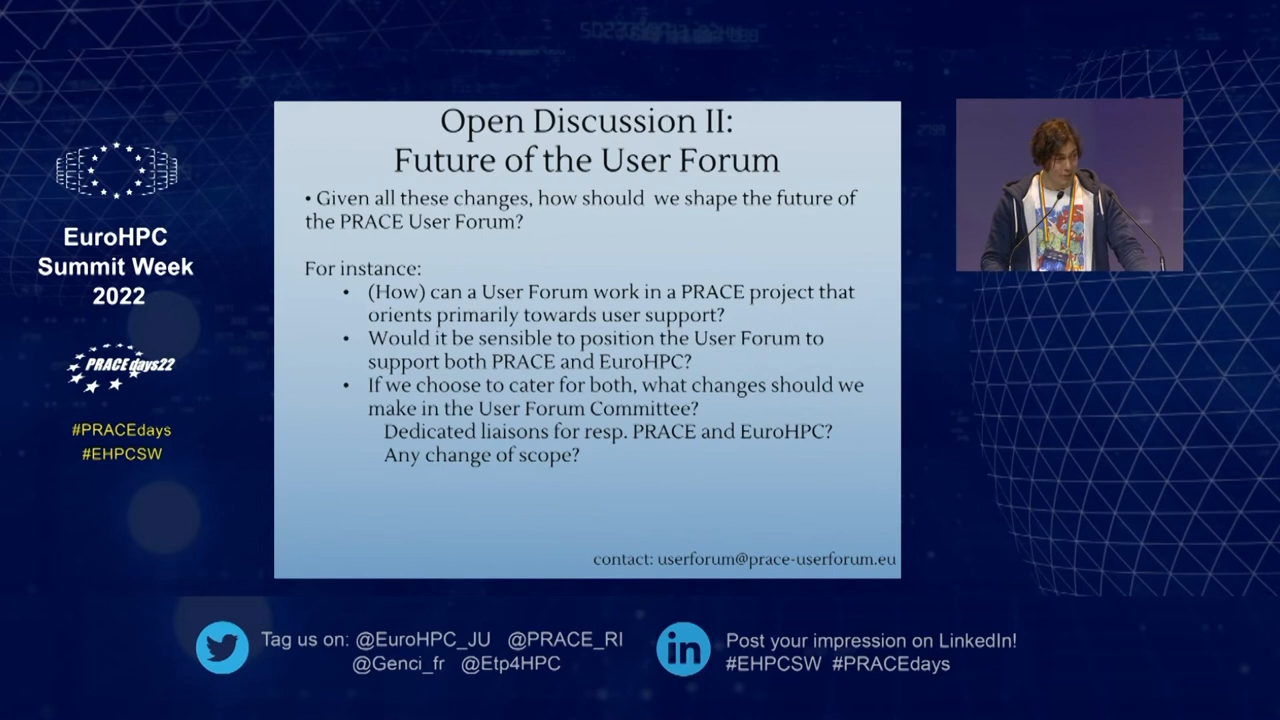 EuroHPC
Summit Week
2022
PRACEdays22
#PRACEdays
#EHPCSW
Open Discussion II:
Future of the User Forum
• Given all these changes, how should we shape the future of
the PRACE User Forum?
For instance:
• (How) can a User Forum work in a PRACE project that
orients primarily towards user support?
• Would it be sensible to position the User Forum to
support both PRACE and EuroHPC?
• If we choose to cater for both, what changes should we
make in the User Forum Committee?
Dedicated liaisons for resp. PRACE and EuroHPC?
Any change of scope?
contact: userforum@prace-userforum.eu
Tag us on: @EuroHPC_JU @PRACE_RI
@Genci_fr @Etp4HPC
in
Post your impression on LinkedIn!
#EHPCSW #PRACEdays